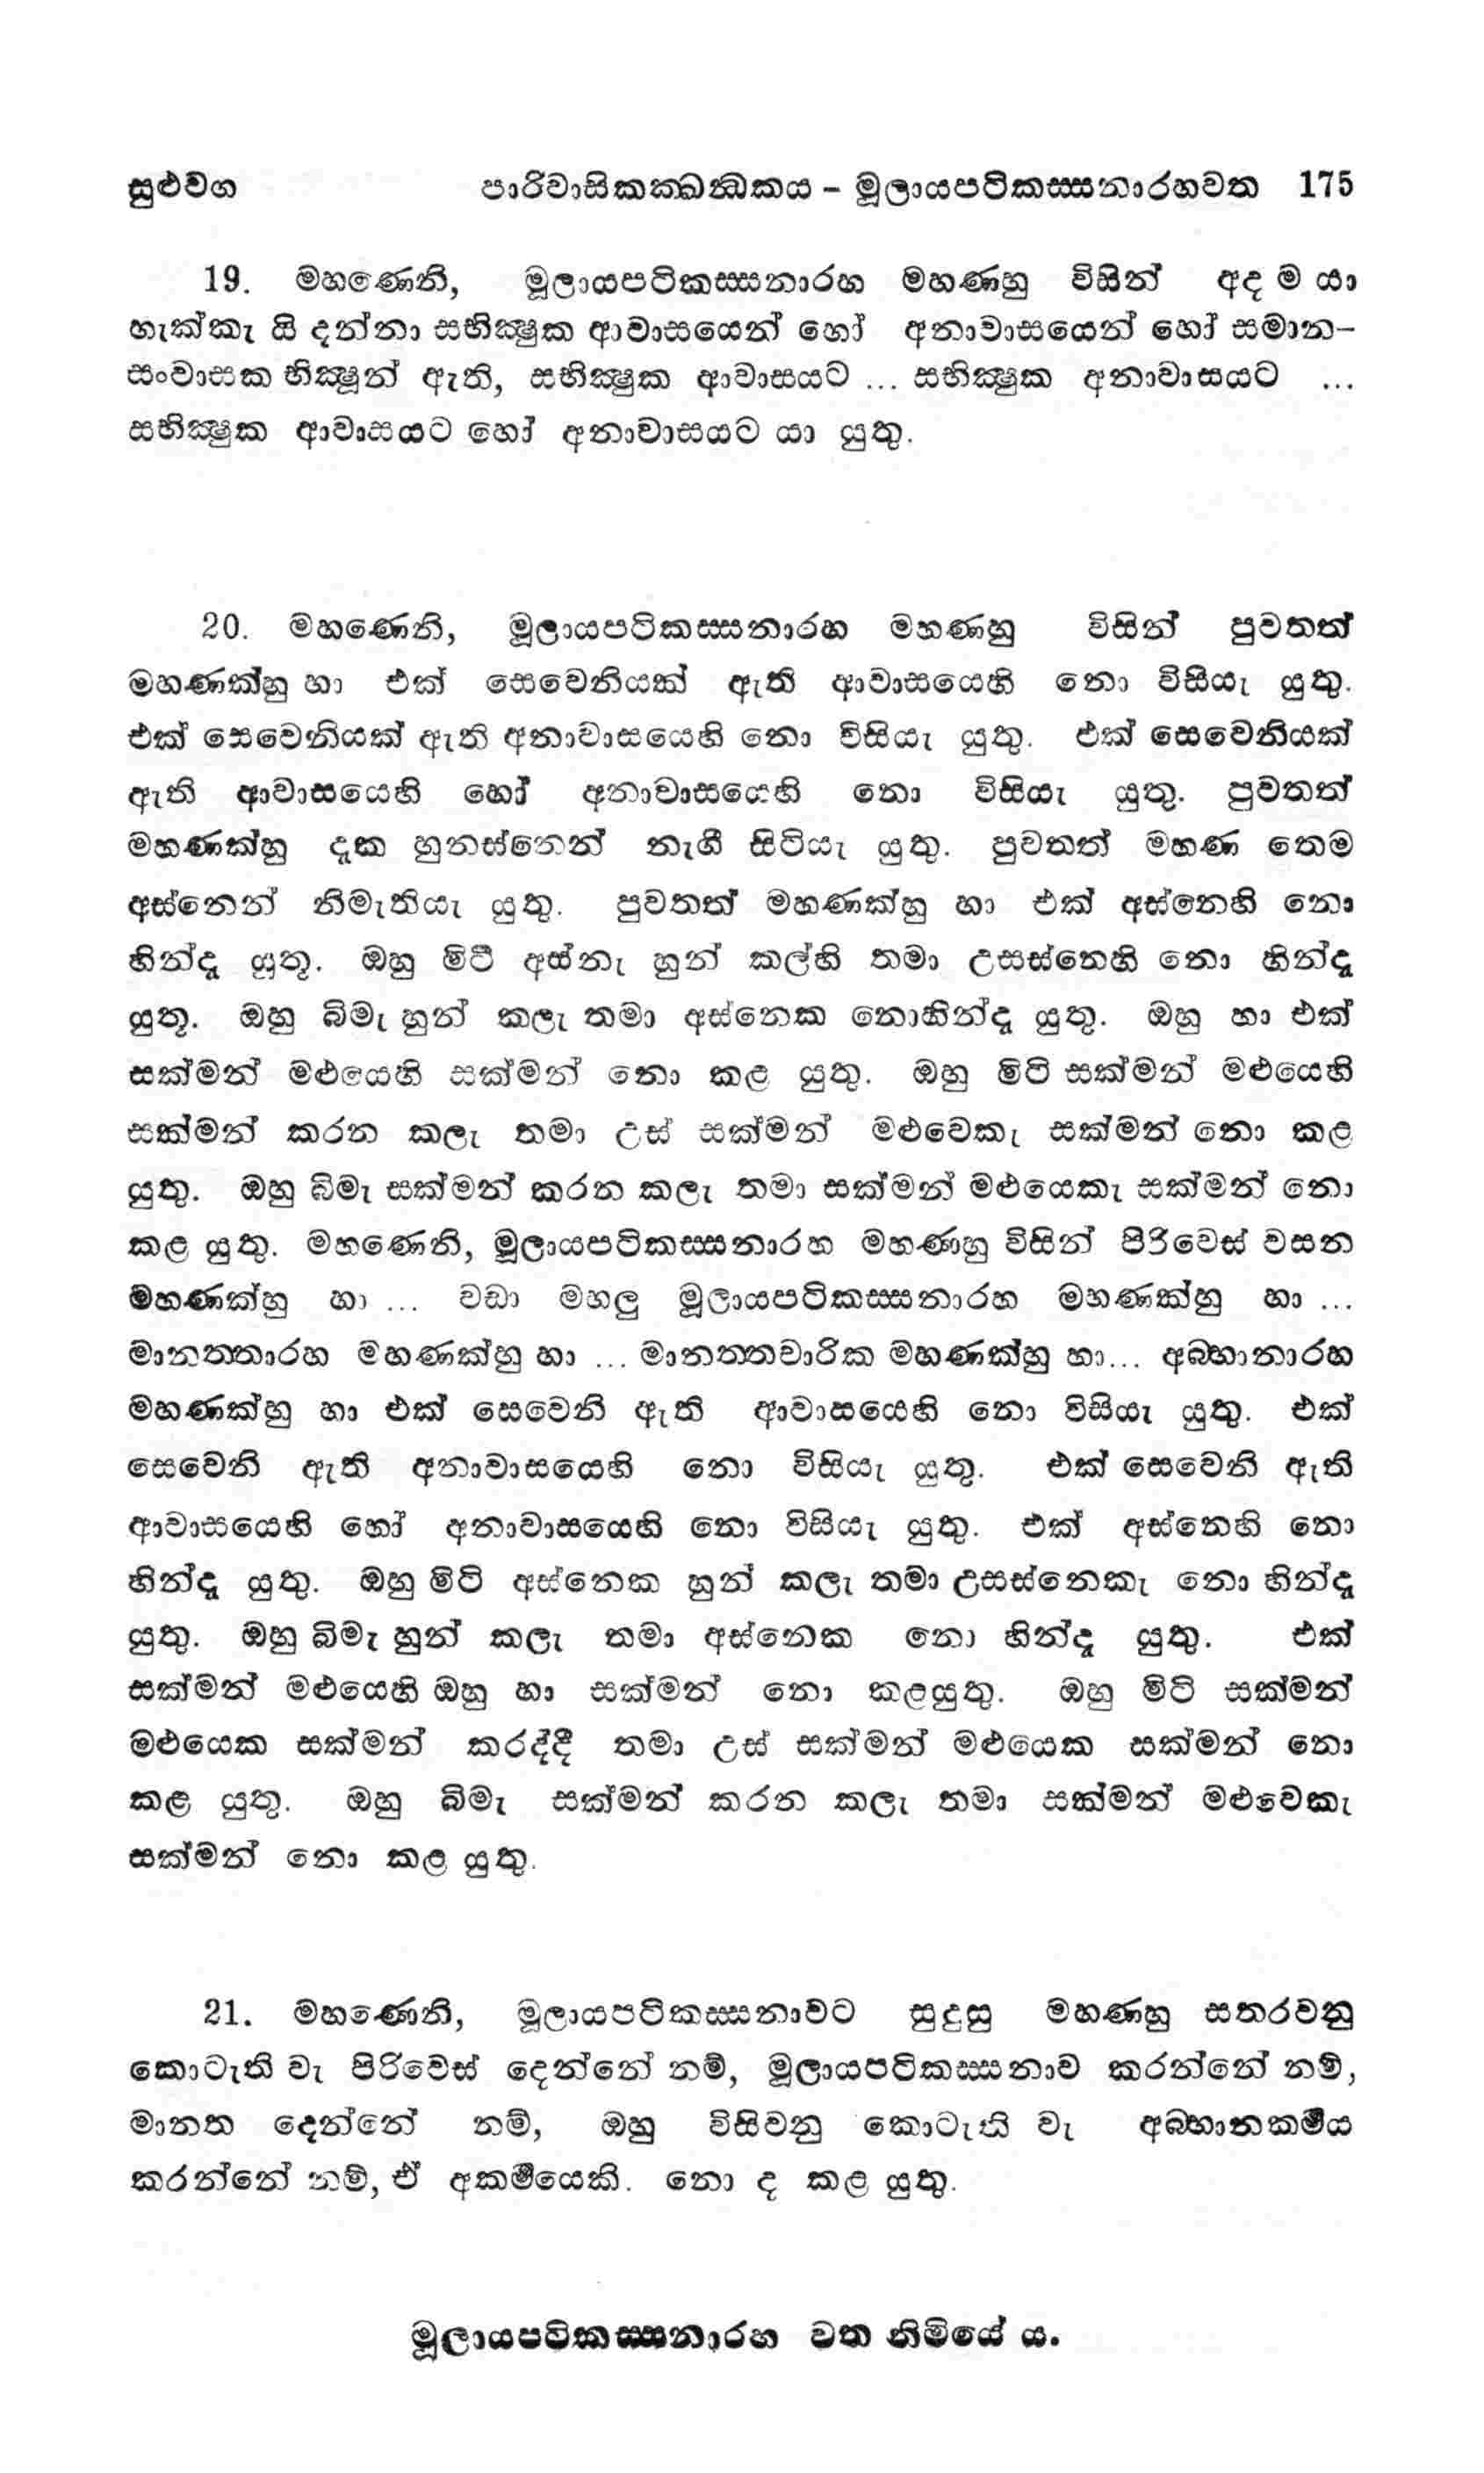 සුළුවග පාරිවාසිකක්ඛන්ධකය – මූලායපටිකස්සනාරහවත 175
19. මහණෙනි, මූලායපටිකස්සනාරහ මහණහු විසින් අද ම යා
හැක්කැ යි දන්නා සභික්‍ෂුක ආවාසයෙන් හෝ අනාවාසයෙන් හෝ සමාන–
සංවාසක භික්‍ෂූන් ඇති, සභික්‍ෂුක ආවාසයට ... සභික්‍ෂුක අනාවාසයට ...
සභික්‍ෂුක ආවාසයට හෝ අනාවාසයට යා යුතු.
20. මහණෙනි, මූලායපටිකස්සනාරහ මහණහු විසින් පුවතත්
මහණක්හු හා එක් සෙවෙනියක් ඇති ආවාසයෙහි නො විසියැ යුතු.
එක් සෙවෙනියක් ඇති අනාවාසයෙහි නො විසියැ යුතු. එක් සෙවෙනියක්
ඇති ආවාසයෙහි හෝ අනාවාසයෙහි නො විසියැ යුතු. පුවතත්
මහණක්හු දැක හුනස්නෙන් නැගී සිටියැ යුතු. පුවතත් මහණ තෙම
අස්නෙන් නිමැතියැ යුතු. පුවතත් මහණක්හු හා එක් අස්නෙහි නො
හින්දැ යුතු. ඔහු මිටී අස්නැ හුන් කල්හි තමා උසස්නෙහි නො හින්දැ
යුතු. ඔහු බිමැ හුන් කලැ තමා අස්නෙක නොහින්දැ යුතු. ඔහු හා එක්
සක්මන් මළුයෙහි සක්මන් නො කළ යුතු. ඔහු මිටි සක්මන් මළුයෙහි
සක්මන් කරන කලැ තමා උස් සක්මන් මළුවෙකැ සක්මන් නො කළ
යුතු. ඔහු බිමැ සක්මන් කරන කලැ තමා සක්මන් මළුයෙකැ සක්මන් නො
කළ යුතු. මහණෙනි, මූලායපටිකස්සනාරහ මහණහු විසින් පිරිවෙස් වසන
මහණක්හු හා ... වඩා මහලු මූලායපටිකස්සනාරහ මහණක්හු හා ...
මානත්තාරහ මහණක්හු හා ... මානත්තචාරික මහණක්හු හා... අබ්භානාරහ
මහණක්හු හා එක් සෙවෙනි ඇති ආවාසයෙහි නො විසියැ යුතු. එක්
සෙවෙනි ඇති අනාවාසයෙහි නො විසියැ යුතු. එක් සෙවෙනි ඇති
ආවාසයෙහි හෝ අනාවාසයෙහි නො විසියැ යුතු. එක් අස්නෙහි නො
හින්දැ යුතු. ඔහු මිටි අස්නෙක හුන් කලැ තමා උසස්නෙකැ නො හින්දැ
යුතු. ඔහු බිමැ හුන් කලැ තමා අස්නෙක නො හින්දැ යුතු. එක්
සක්මන් මළුයෙහි ඔහු හා සක්මන් නො කළයුතු. ඔහු මිටි සක්මන්
මළුයෙක සක්මන් කරද්දී තමා උස් සක්මන් මළුයෙක සක්මන් නො
කළ යුතු. ඔහු බිමැ සක්මන් කරන කලැ තමා සක්මන් මළුවෙකැ
සක්මන් නො කළ යුතු.
21. මහණෙනි, මූලායපටිකස්සනාවට සුදුසු මහණහු සතරවනු
කොටැති වැ පිරිවෙස් දෙන්නේ නම්, මූලායපටිකස්සනාව කරන්නේ නම්,
මානත දෙන්නේ නම්, ඔහු විසිවනු කොටැති වැ අබ්භානකර්‍මය
කරන්නේ නම්, ඒ අකර්‍මයෙකි. නො ද කළ යුතු.
මූලායපටිකස්සනාරහ වත නිමියේ ය.